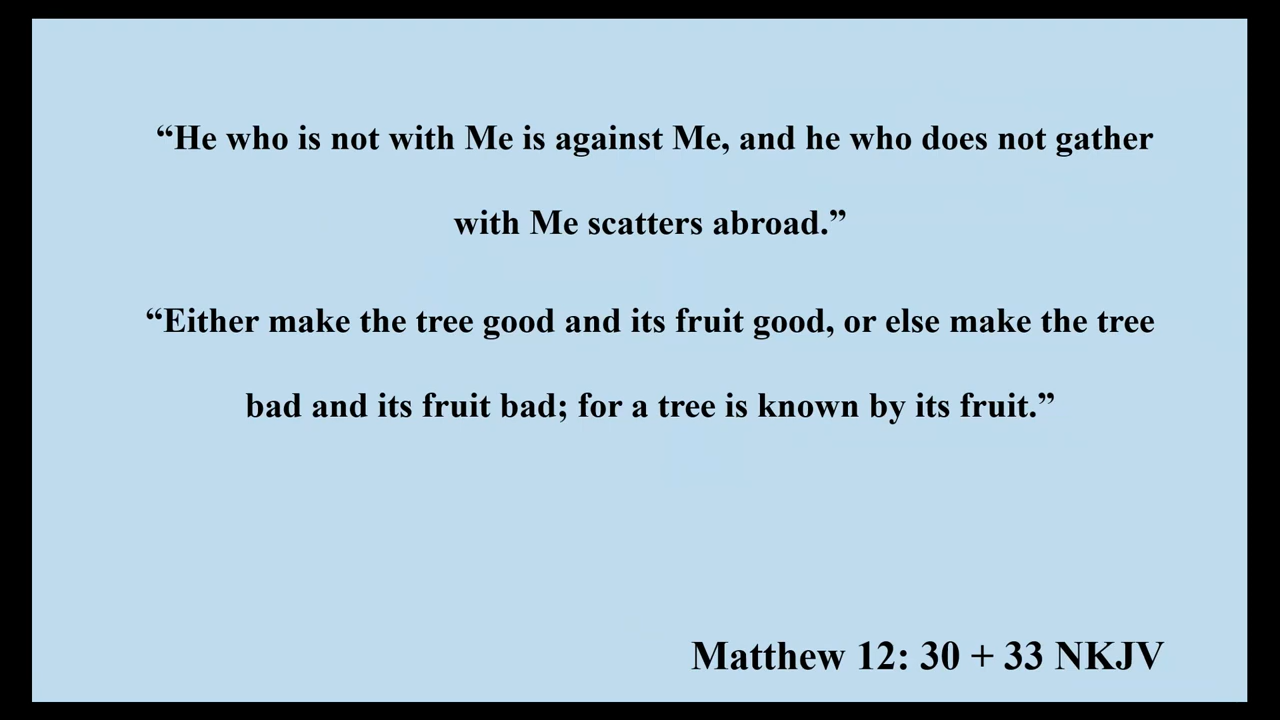 “He who is not with Me is against Me, and he who does not gather
with Me scatters abroad.”
“Either make the tree good and its fruit good, or else make the tree
bad and its fruit bad; for a tree is known by its fruit.”
Matthew 12: 30 + 33 NKJV